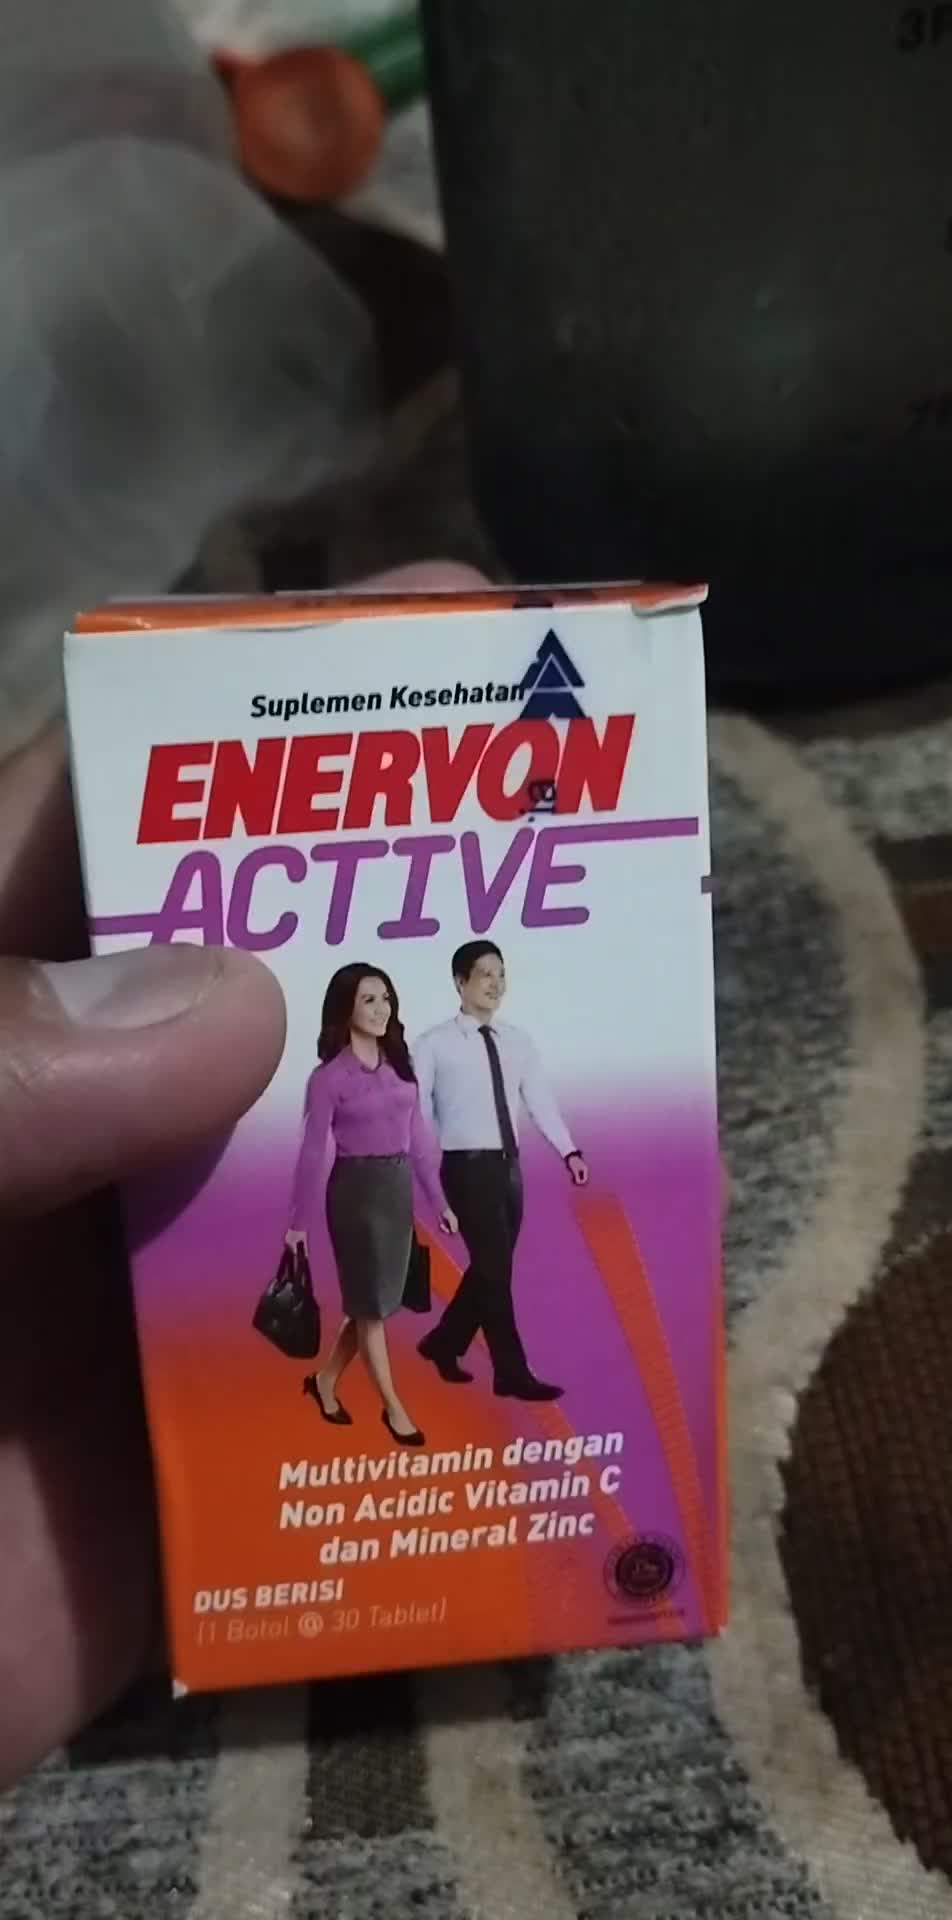 Suplemen Kesehatan
ENERVON
ACTIVE
Multivitamin dengan
Non Acidic Vitamin C
dan Mineral Zinc
DUS BERISI
(1 Botol @ 30 Tablet)